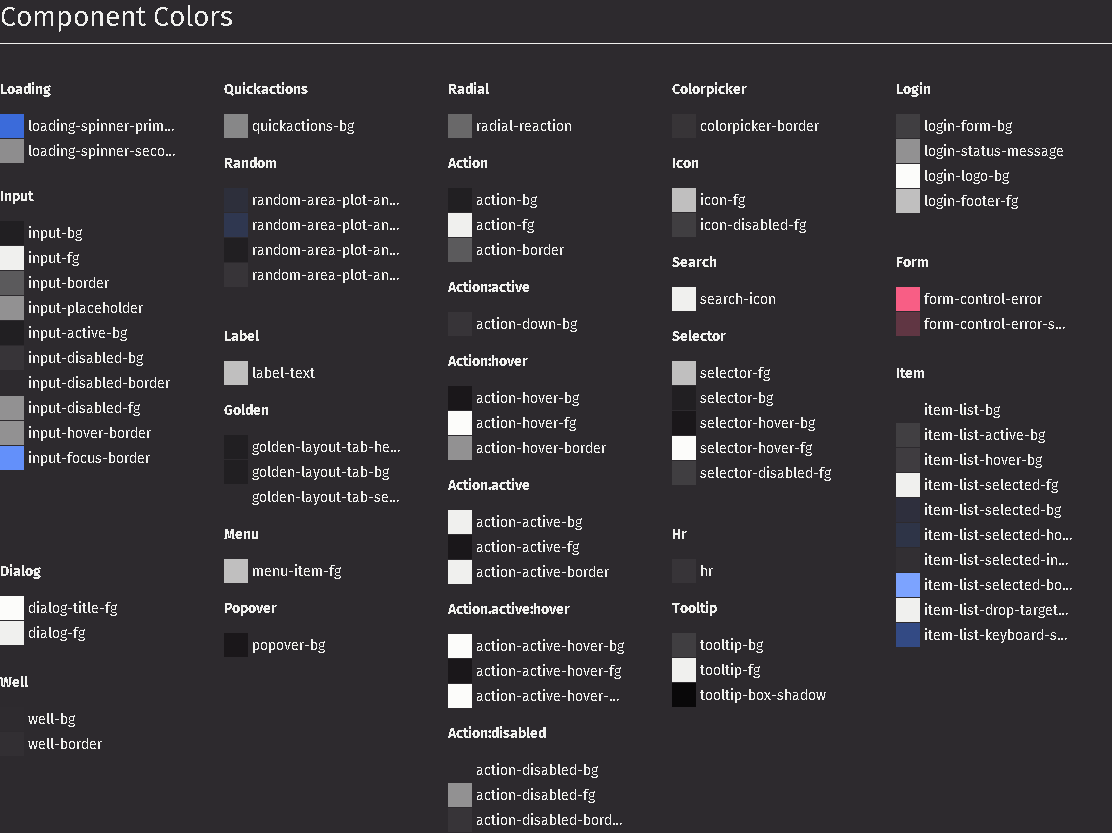 Component Colors
Loading
loading-spinner-prim...
loading-spinner-seco...
Input
input-bg
input-fg
input-border
input-placeholder
input-active-bg
input-disabled-bg
input-disabled-border
input-disabled-fg
input-hover-border
input-focus-border
Dialog
dialog-title-fg
dialog-fg
Well
well-bg
well-border
Quickactions
quickactions-bg
Random
random-area-plot-an...
random-area-plot-an...
random-area-plot-an...
random-area-plot-an...
Label
label-text
Golden
golden-layout-tab-he...
golden-layout-tab-bg
golden-layout-tab-se...
Menu
menu-item-fg
Popover
popover-bg
Radial
radial-reaction
Action
action-bg
action-fg
action-border
Action:active
action-down-bg
Action:hover
action-hover-bg
action-hover-fg
action-hover-border
Action.active
action-active-bg
action-active-fg
action-active-border
Action.active:hover
action-active-hover-bg
action-active-hover-fg
action-active-hover-...
Action:disabled
action-disabled-bg
action-disabled-fg
action-disabled-bord...
Colorpicker
colorpicker-border
Icon
icon-fg
icon-disabled-fg
Search
search-icon
Selector
selector-fg
selector-bg
selector-hover-bg
selector-hover-fg
selector-disabled-fg
Hr
hr
Tooltip
tooltip-bg
tooltip-fg
tooltip-box-shadow
Login
login-form-bg
login-status-message
login-logo-bg
login-footer-fg
Form
form-control-error
form-control-error-s...
Item
item-list-bg
item-list-active-bg
item-list-hover-bg
item-list-selected-fg
item-list-selected-bg
item-list-selected-ho...
item-list-selected-in...
item-list-selected-bo...
item-list-drop-target...
item-list-keyboard-s...